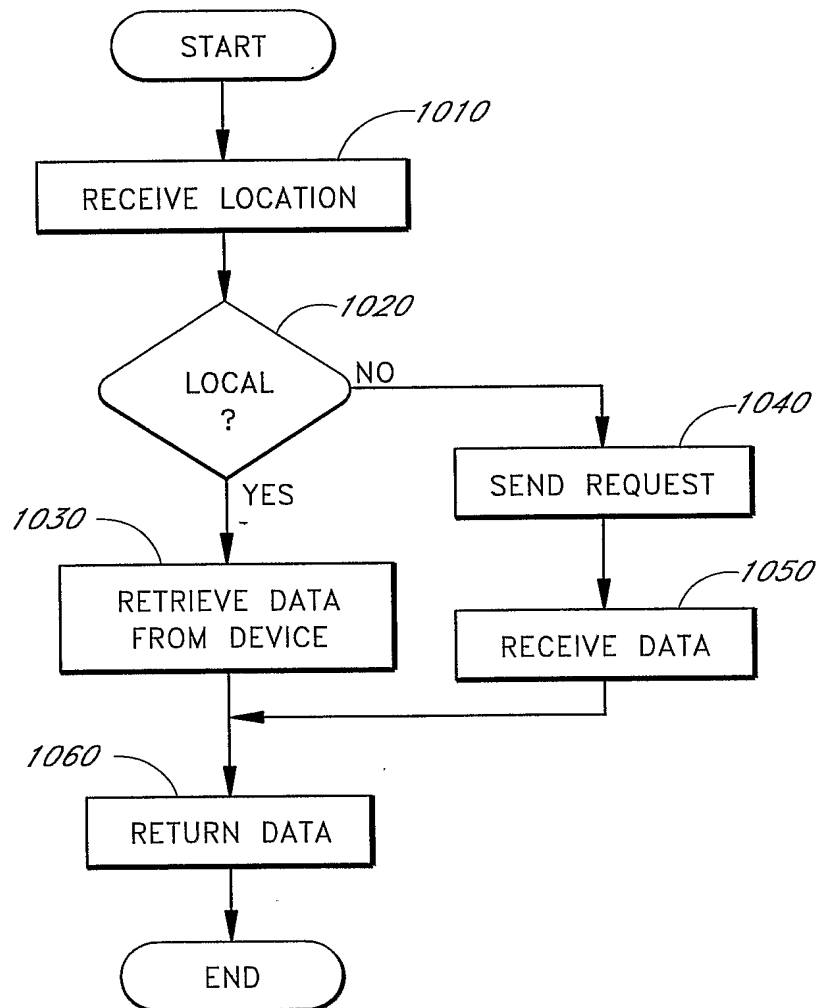 START
1010
RECEIVE LOCATION
1020
LOCAL
?
NO
YES
1040
SEND REQUEST
1030
RETRIEVE DATA
FROM DEVICE
1050
RECEIVE DATA
1060
RETURN DATA
END